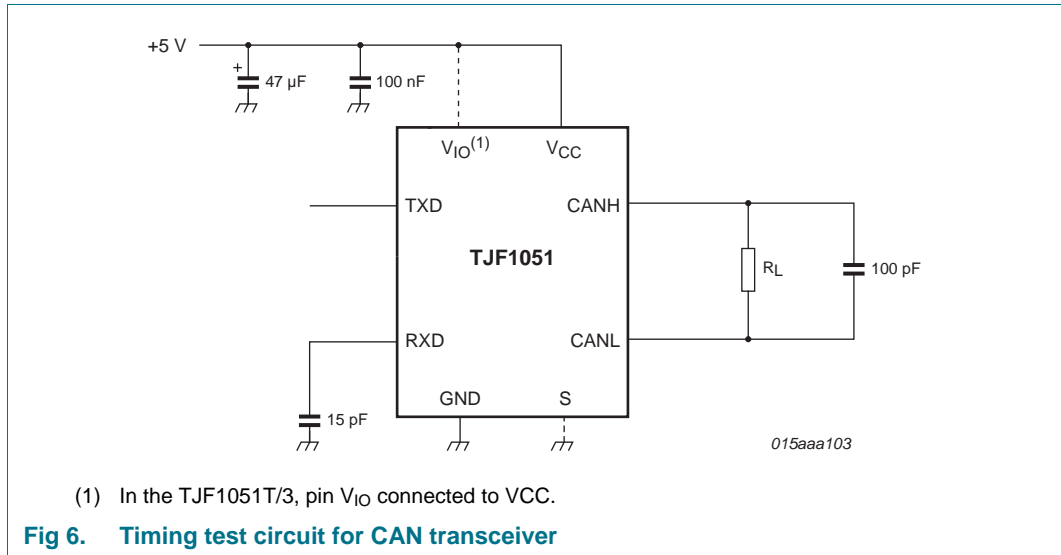 +5 V
+
47 µF
100 nF
VIO(1)
VCC
TXD
CANH
TJF1051
RL
100 pF
RXD
CANL
GND
S
15 pF
015aaa103
(1) In the TJF1051T/3, pin VIO connected to VCC.
Fig 6. Timing test circuit for CAN transceiver